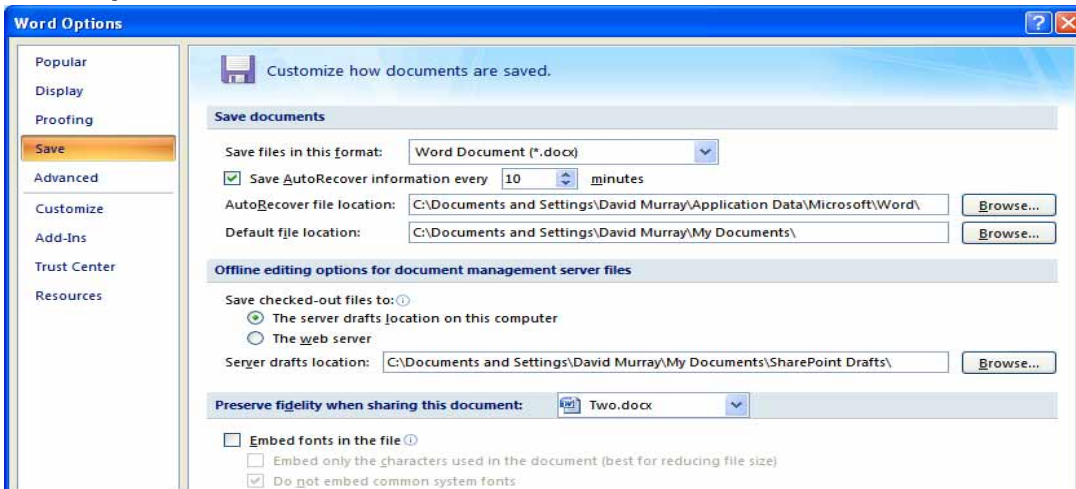 Word Options
Popular
Display
Proofing
Save
Advanced
Customize
Add-Ins
Trust Center
Resources
Customize how documents are saved.
Save documents
Save files in this format: Word Document (*.docx)
Save AutoRecover information every 10 minutes
AutoRecover file location: C:\Documents and Settings\David Murray\Application Data\Microsoft\Word\ Browse...
Default file location: C:\Documents and Settings\David Murray\My Documents\ Browse...
Offline editing options for document management server files
Save checked-out files to:
The server drafts location on this computer
The web server
Server drafts location: C:\Documents and Settings\David Murray\My Documents\SharePoint Drafts\ Browse...
Preserve fidelity when sharing this document: Two.docx
Embed fonts in the file
Embed only the characters used in the document (best for reducing file size)
Do not embed common system fonts